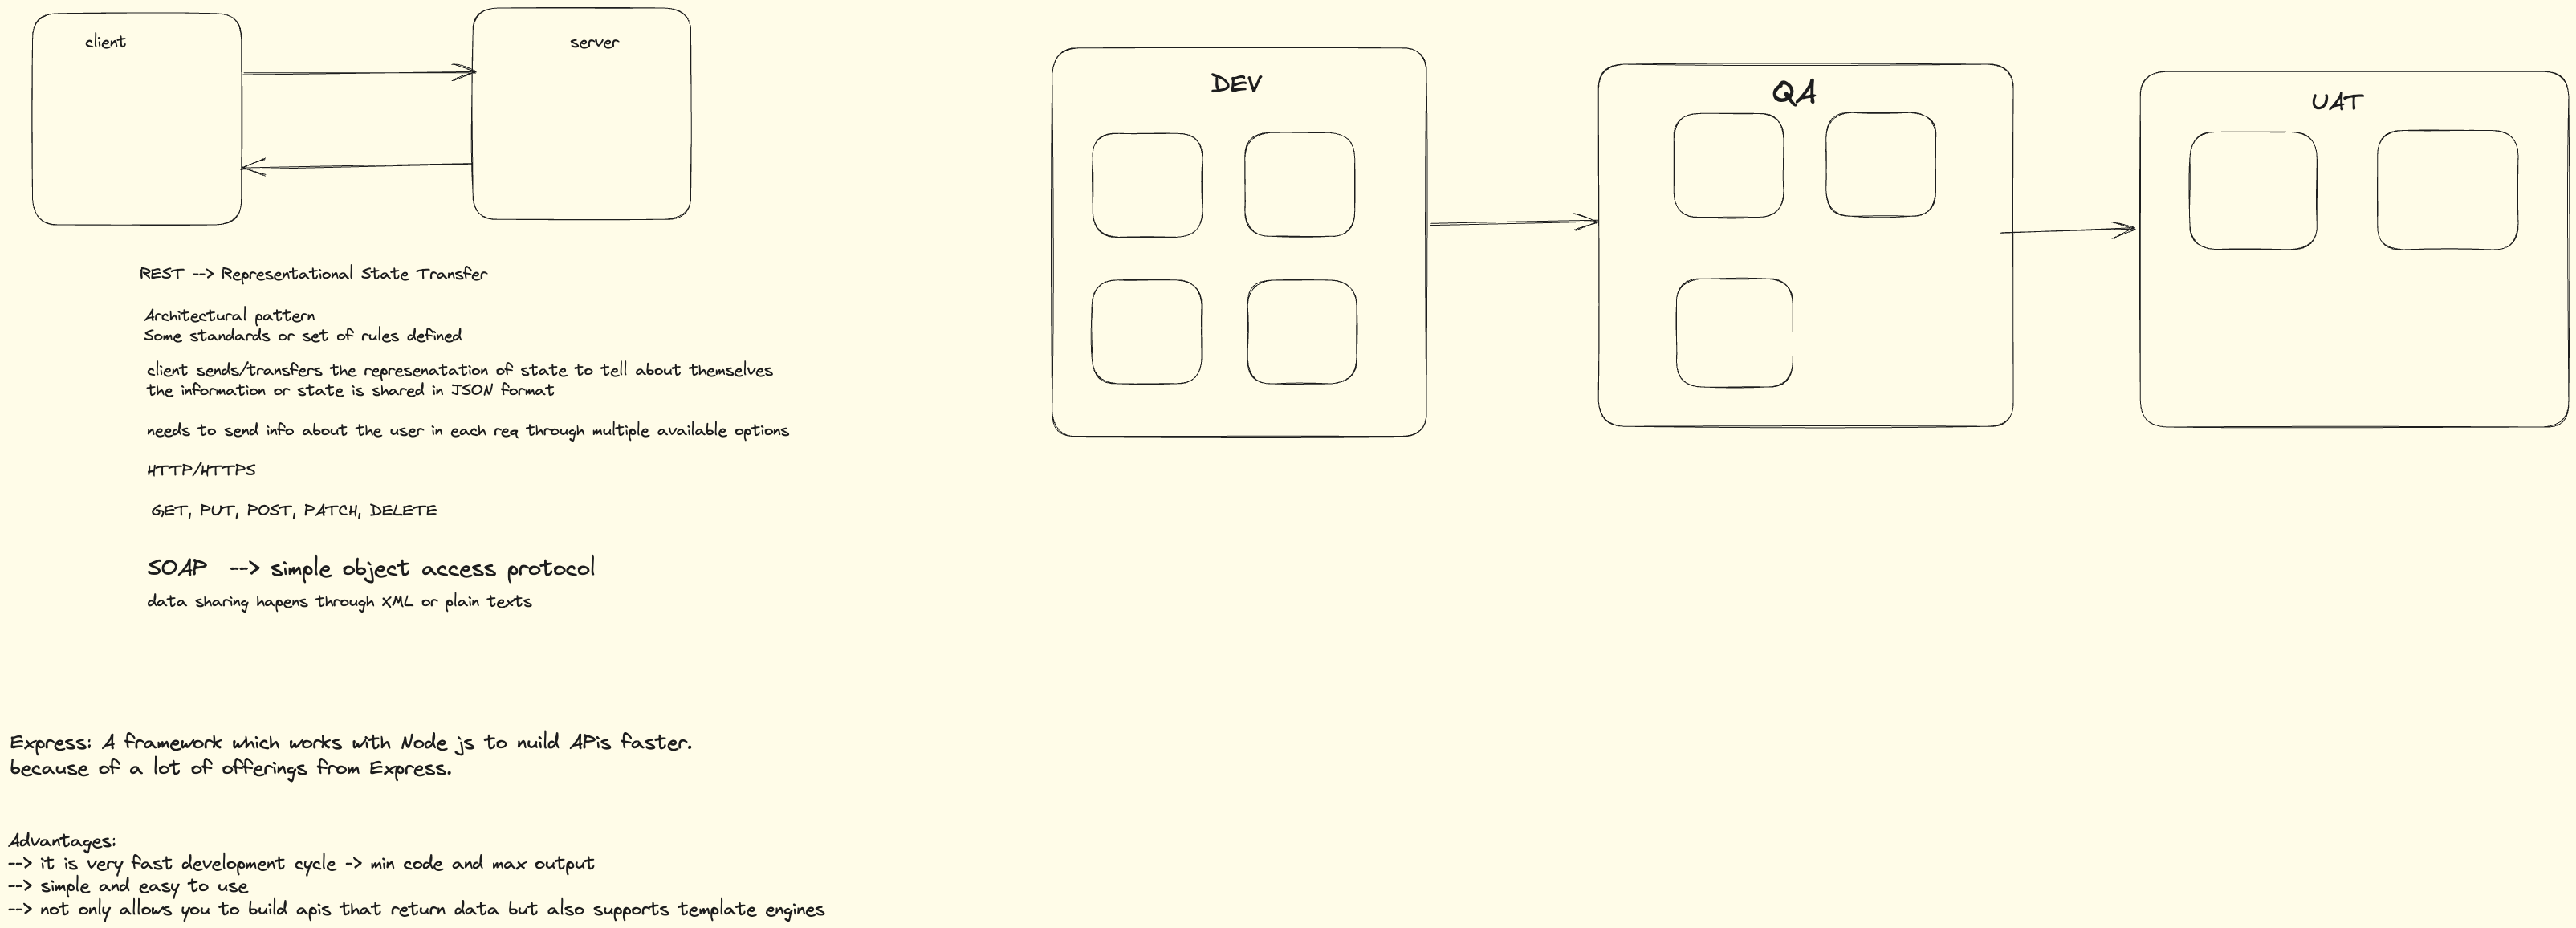 client
server
REST --> Representational State Transfer
Architectural pattern
Some standards or set of rules defined
client sends/transfers the represenatation of state to tell about themselves
the information or state is shared in JSON format
needs to send info about the user in each req through multiple available options
HTTP/HTTPS
GET, PUT, POST, PATCH, DELETE
SOAP --> simple object access protocol
data sharing hapens through XML or plain texts
Express: A framework which works with Node js to nuild APis faster.
because of a lot of offerings from Express.
Advantages:
--> it is very fast development cycle -> min code and max output
--> simple and easy to use
--> not only allows you to build apis that return data but also supports template engines
DEV
QA
UAT